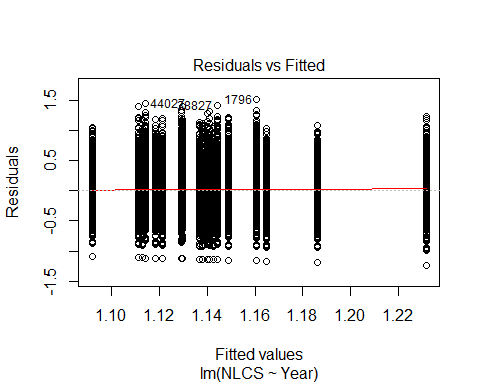 Residuals vs Fitted
Residuals
1.5
0.5
-0.5
-1.5
44027
1796
1.10 1.12 1.14 1.16 1.18 1.20 1.22
Fitted values
lm(NLCS ~ Year)